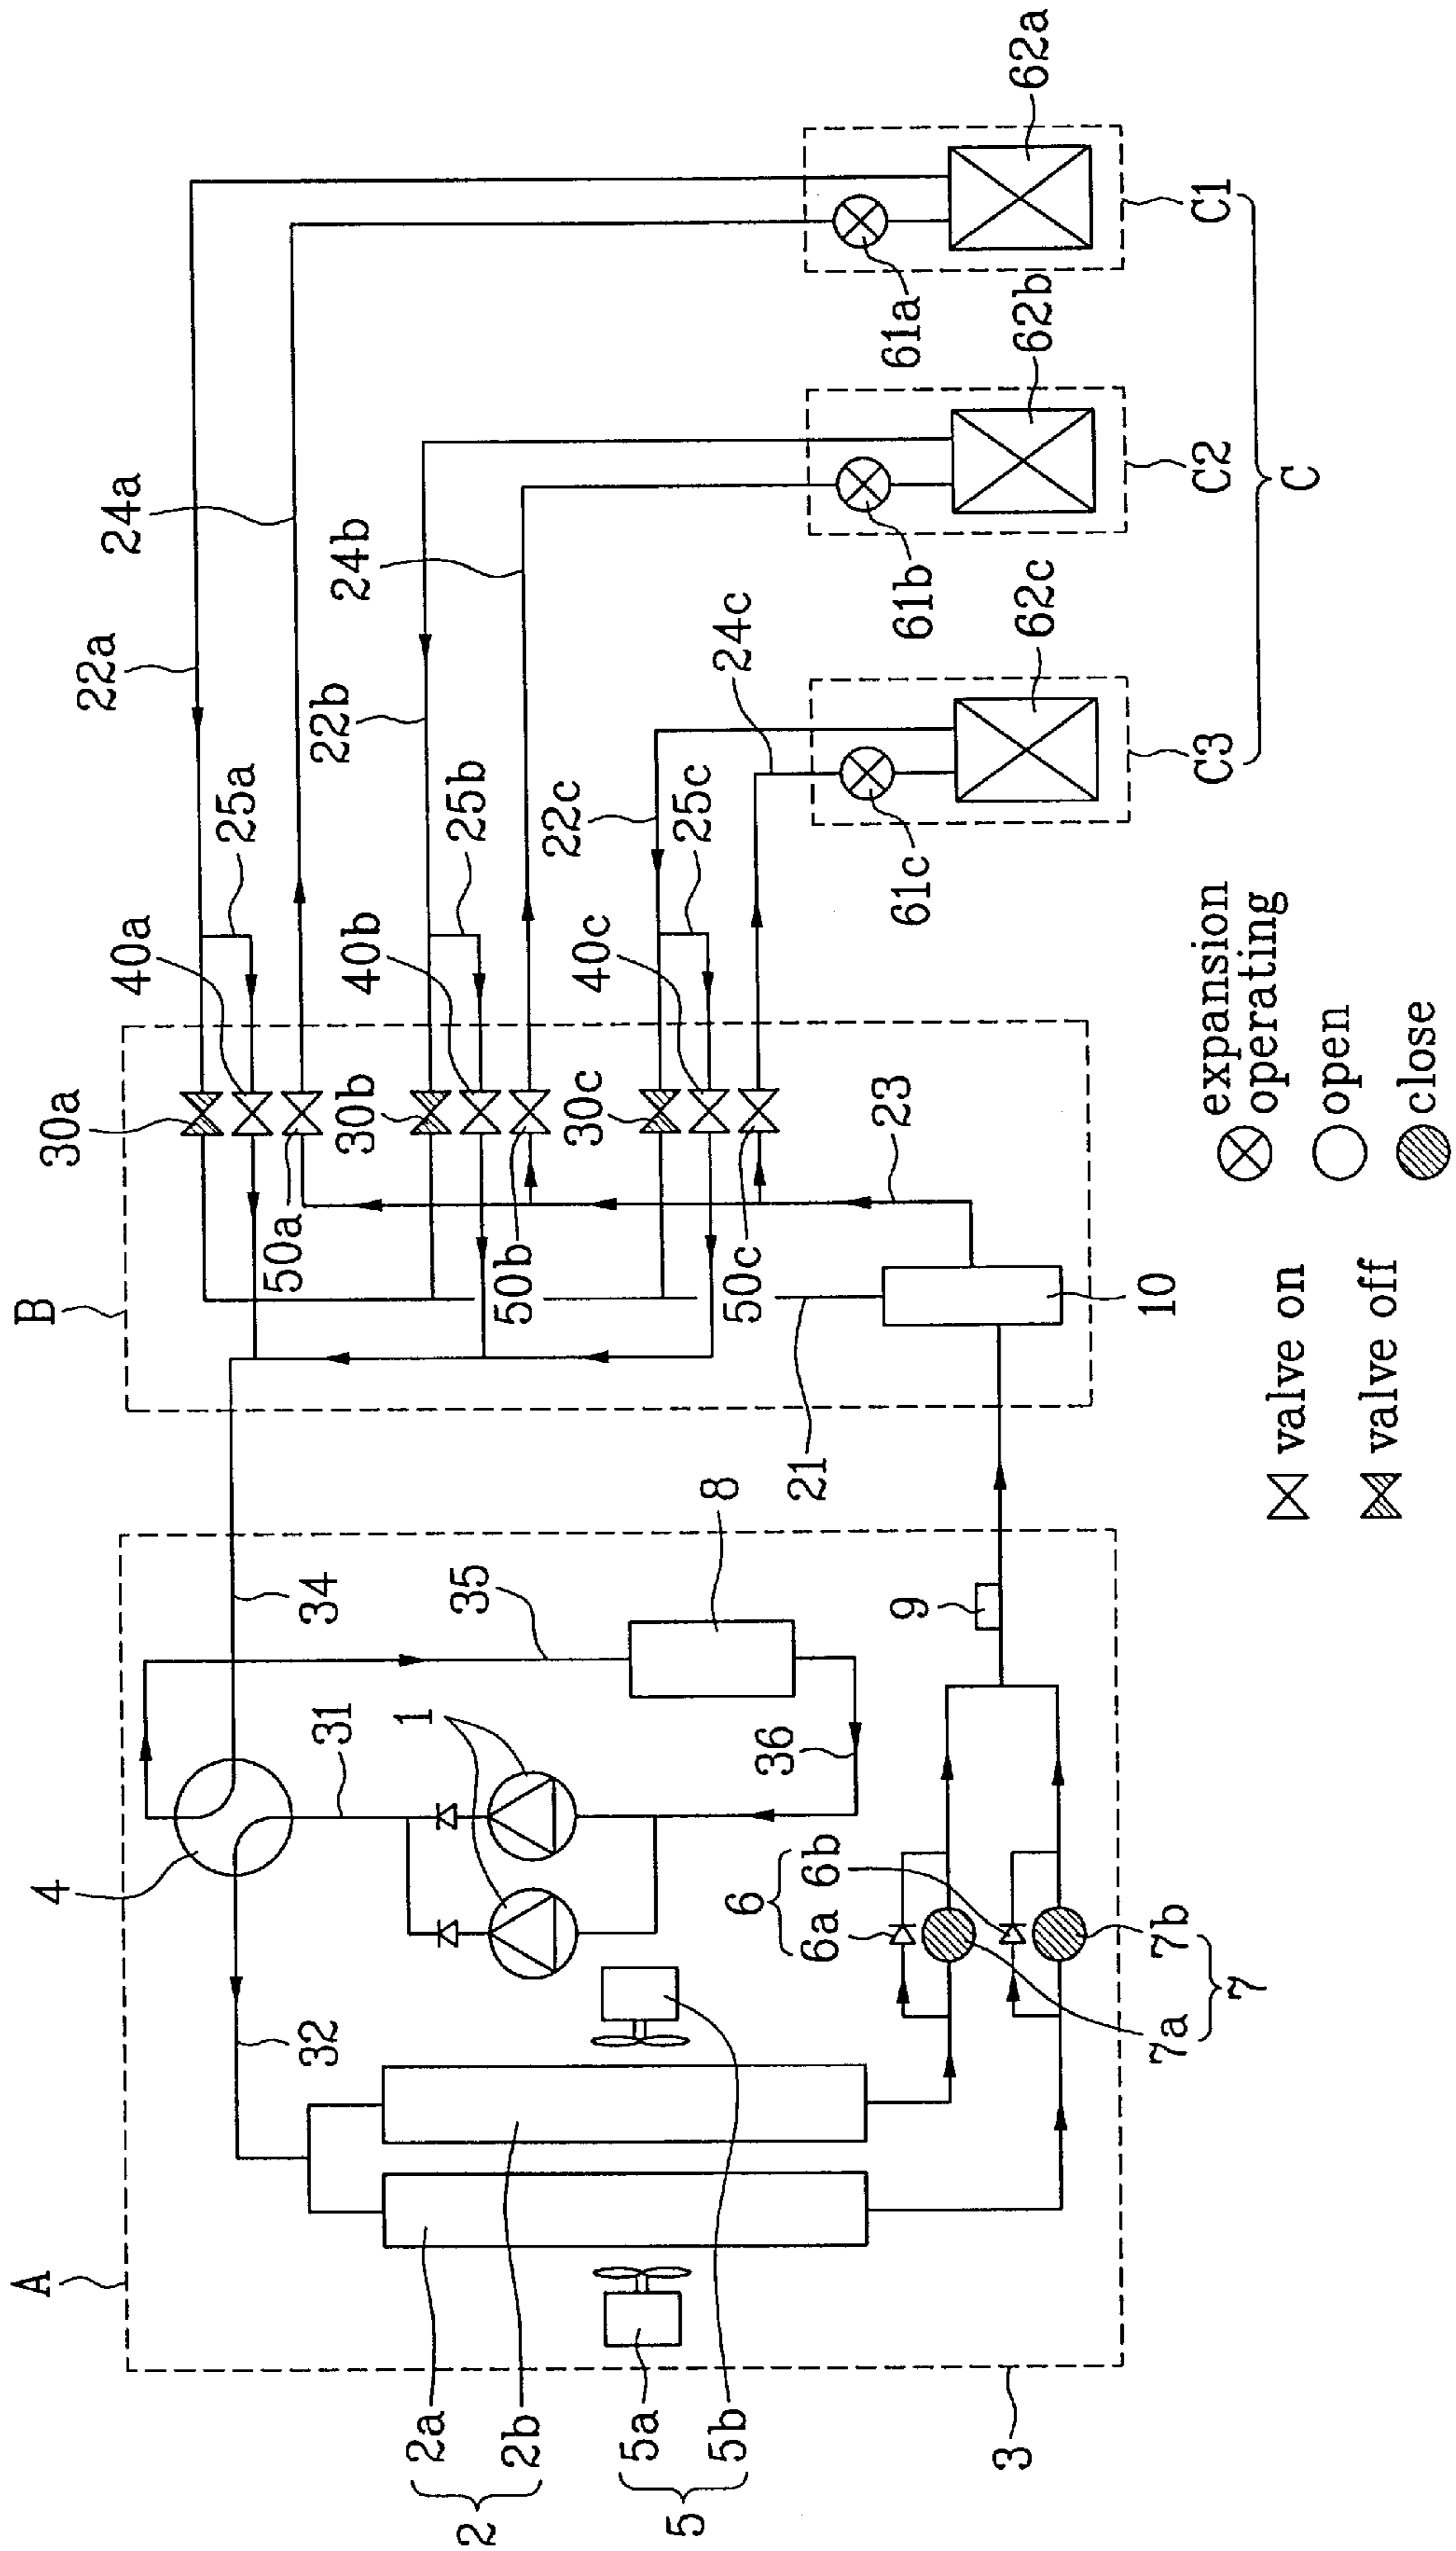 A
B
4
32
31
1
34
35
8
36
9
6
6a
6b
7a
7b
7
2a
2b
2
5a
5b
5
3
30a
40a
50a
25a
22a
24a
30b
40b
50b
25b
22b
24b
30c
40c
50c
25c
22c
24c
21
23
10
61a
62a
61b
62b
61c
62c
C1
C2
C3
C
valve on
valve off
expansion
operating
open
close